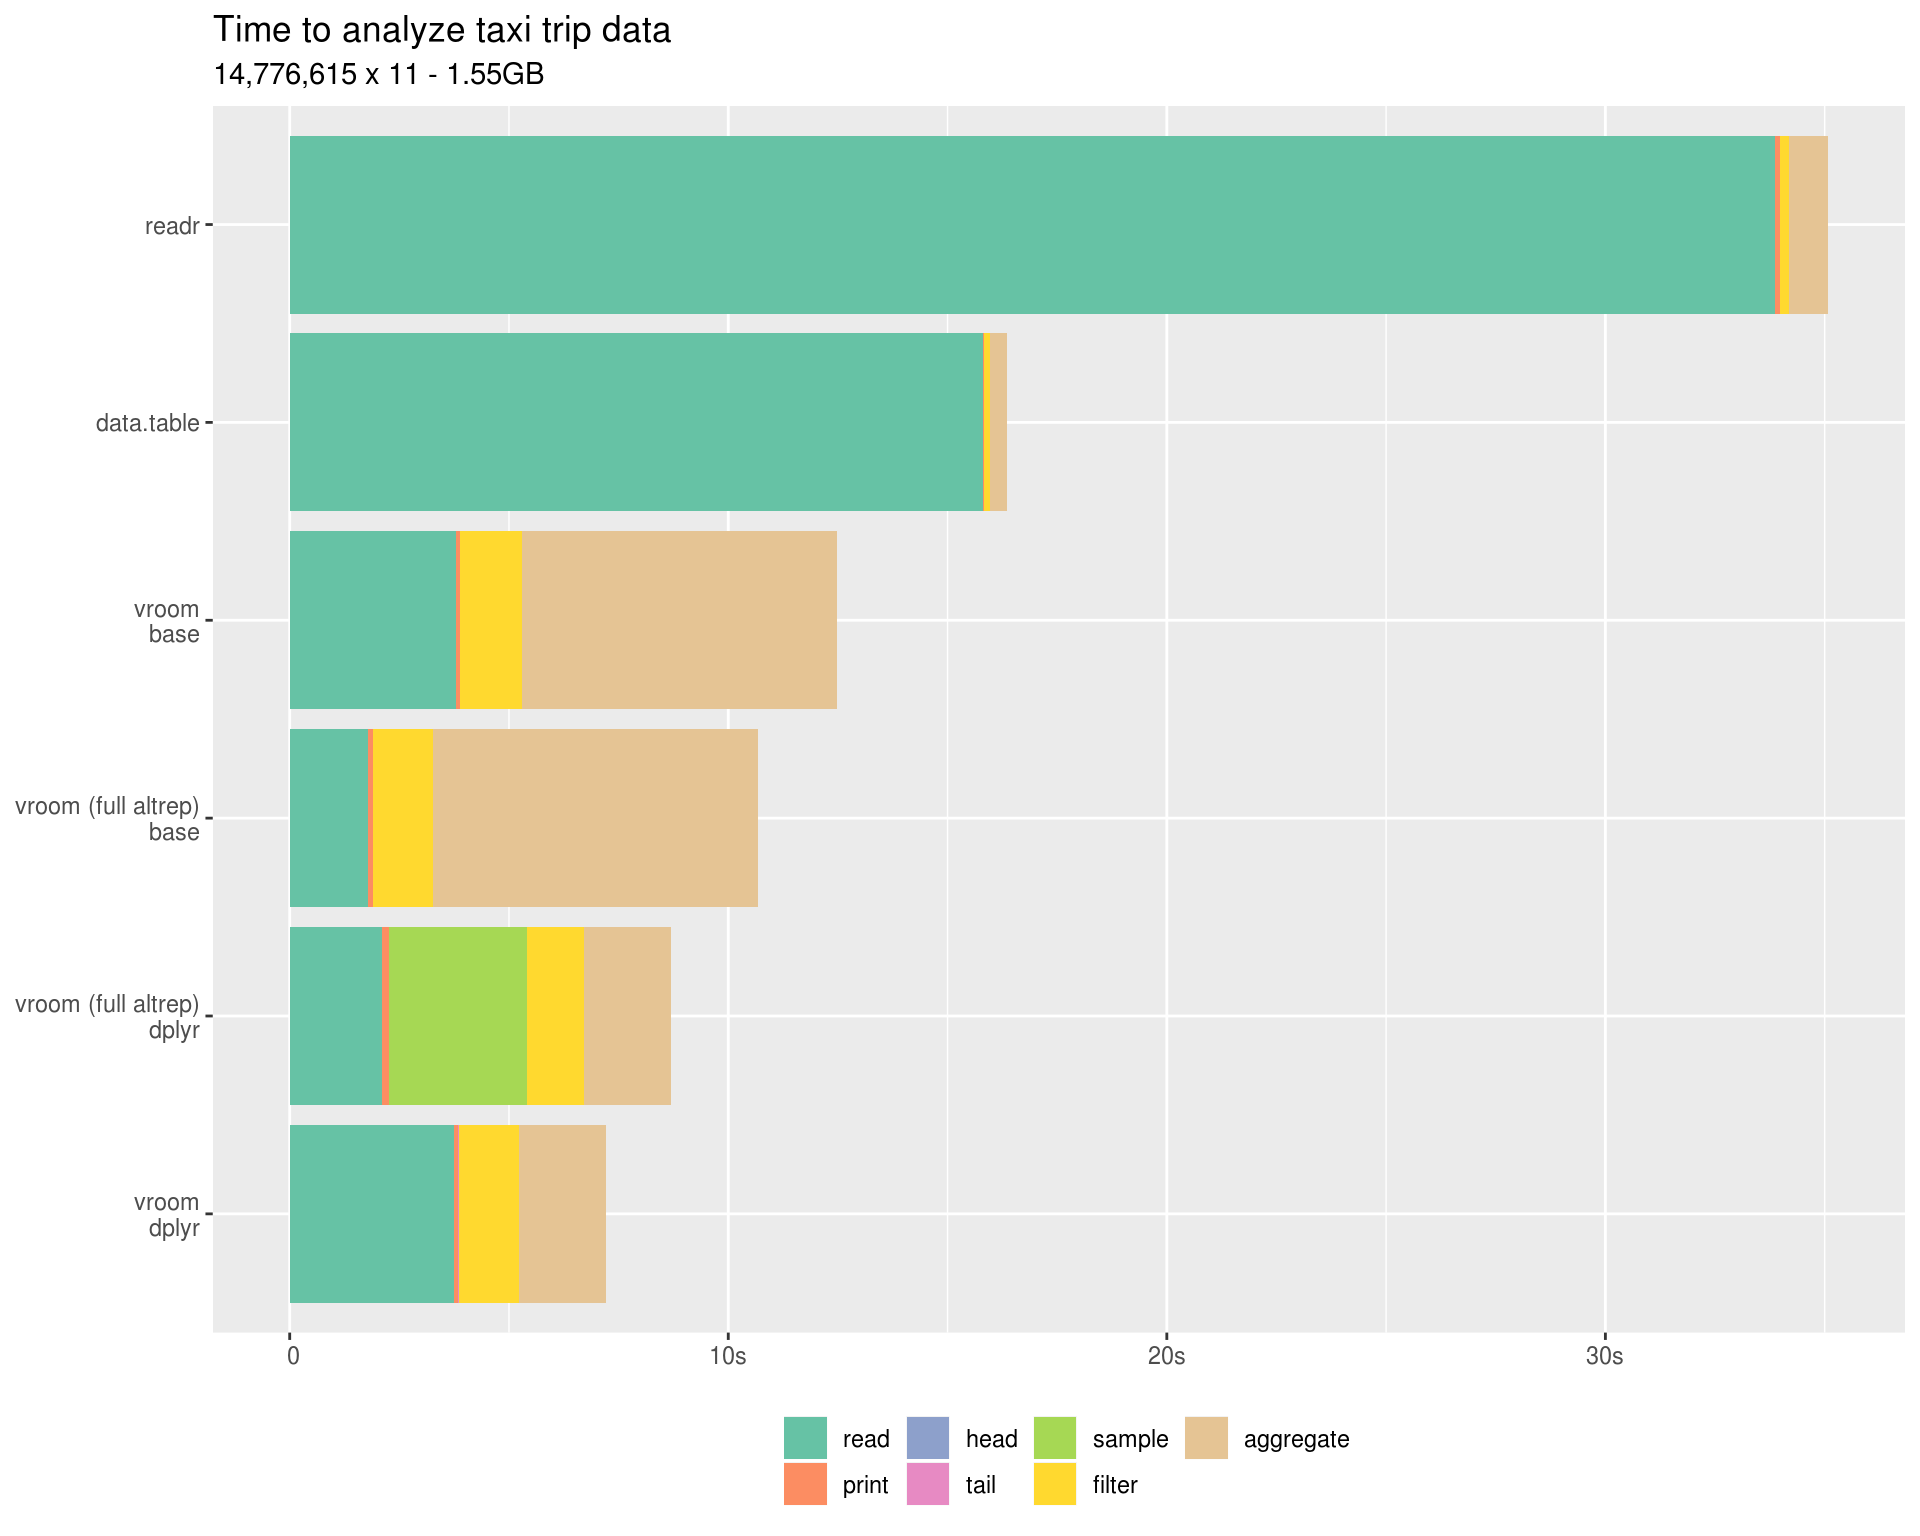 Time to analyze taxi trip data
14,776,615 x 11 - 1.55GB
readr
data.table
vroom
base
vroom (full altrep)
base
vroom (full altrep)
dplyr
vroom
dplyr
0
10s
20s
30s
read
head
sample
aggregate
print
tail
filter